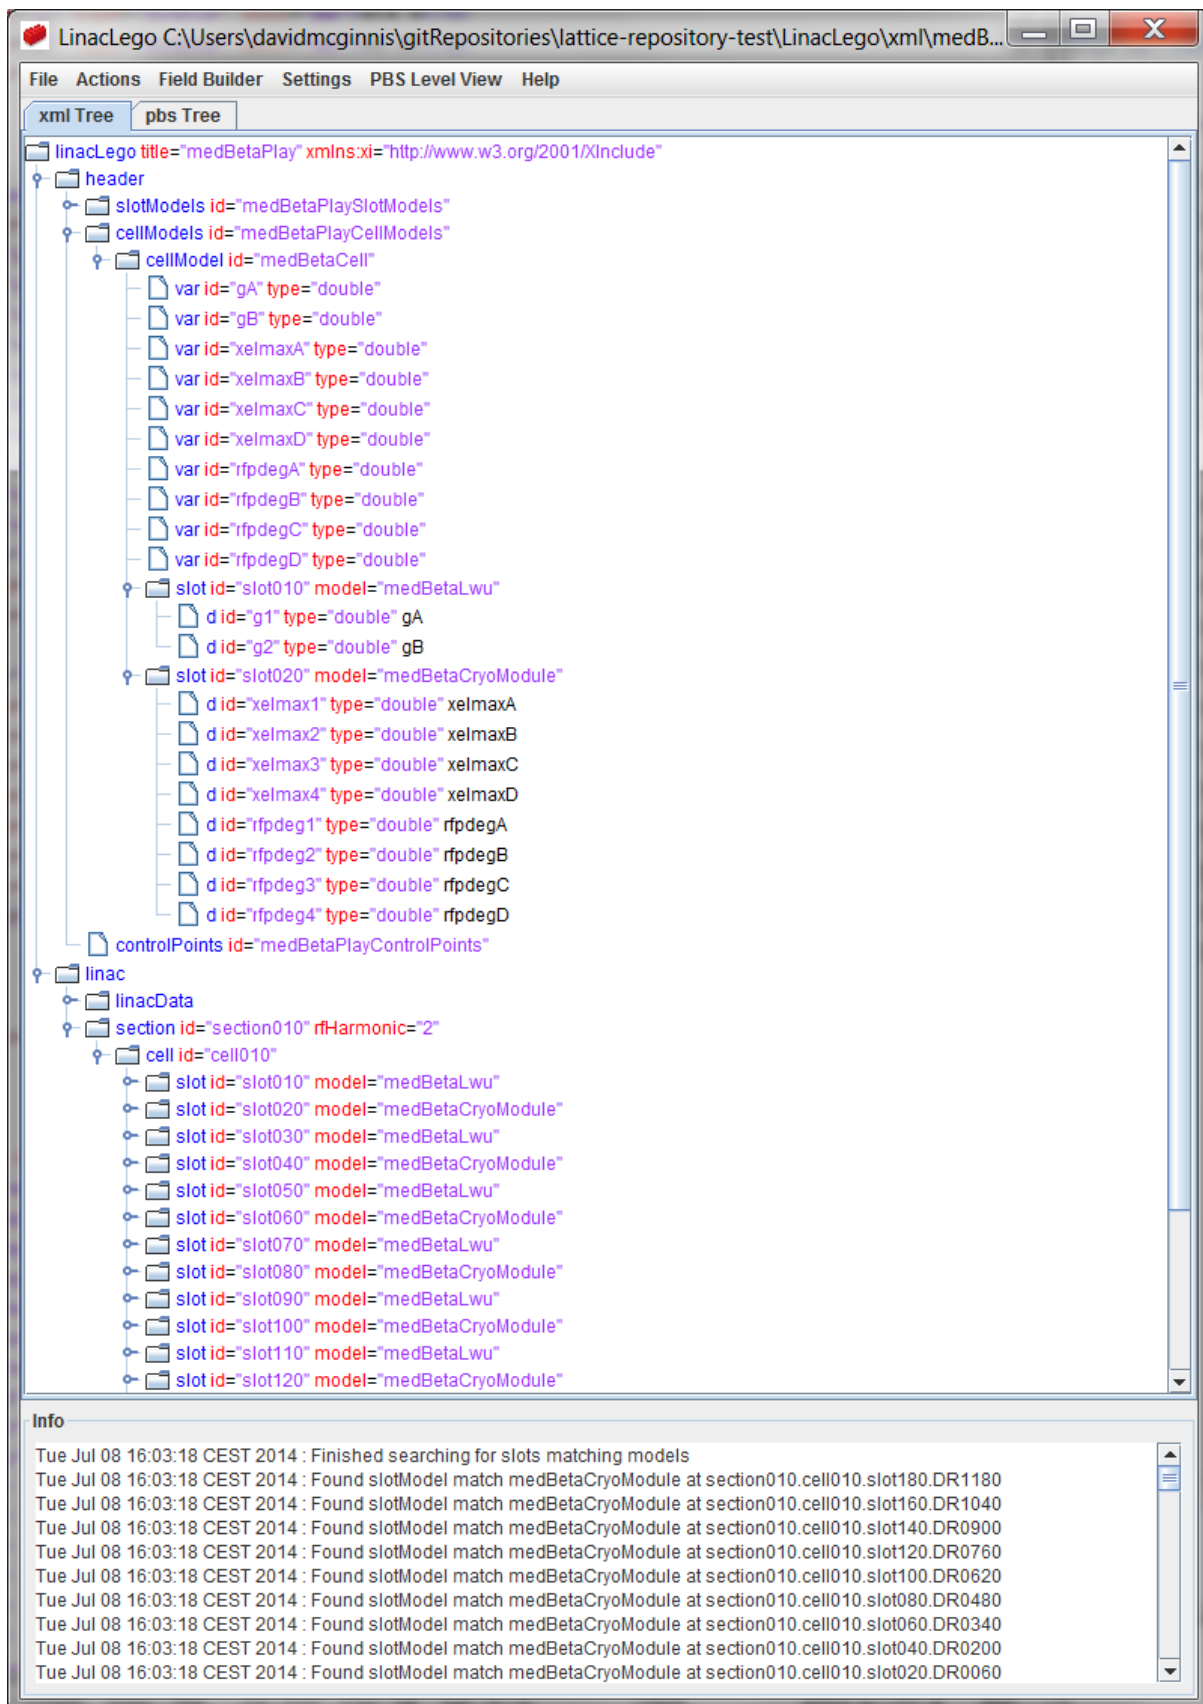 LinacLego C:\Users\davidmcginnis\gitRepositories\lattice-repository-test\LinacLego\xml\medB...
File Actions Field Builder Settings PBS Level View Help
xml Tree pbs Tree
linacLego title="medBetaPlay" xmlns:xi="http://www.w3.org/2001/XInclude"
header
slotModels id="medBetaPlaySlotModels"
cellModels id="medBetaPlayCellModels"
cellModel id="medBetaCell"
var id="gA" type="double"
var id="gB" type="double"
var id="xelmaxA" type="double"
var id="xelmaxB" type="double"
var id="xelmaxC" type="double"
var id="xelmaxD" type="double"
var id="rfpdegA" type="double"
var id="rfpdegB" type="double"
var id="rfpdegC" type="double"
var id="rfpdegD" type="double"
slot id="slot010" model="medBetaLwu"
d id="g1" type="double" gA
d id="g2" type="double" gB
slot id="slot020" model="medBetaCryoModule"
d id="xelmax1" type="double" xelmaxA
d id="xelmax2" type="double" xelmaxB
d id="xelmax3" type="double" xelmaxC
d id="xelmax4" type="double" xelmaxD
d id="rfpdeg1" type="double" rfpdegA
d id="rfpdeg2" type="double" rfpdegB
d id="rfpdeg3" type="double" rfpdegC
d id="rfpdeg4" type="double" rfpdegD
controlPoints id="medBetaPlayControlPoints"
linac
linacData
section id="section010" rfHarmonic="2"
cell id="cell010"
slot id="slot010" model="medBetaLwu"
slot id="slot020" model="medBetaCryoModule"
slot id="slot030" model="medBetaLwu"
slot id="slot040" model="medBetaCryoModule"
slot id="slot050" model="medBetaLwu"
slot id="slot060" model="medBetaCryoModule"
slot id="slot070" model="medBetaLwu"
slot id="slot080" model="medBetaCryoModule"
slot id="slot090" model="medBetaLwu"
slot id="slot100" model="medBetaCryoModule"
slot id="slot110" model="medBetaLwu"
slot id="slot120" model="medBetaCryoModule"
Info
Tue Jul 08 16:03:18 CEST 2014 : Finished searching for slots matching models
Tue Jul 08 16:03:18 CEST 2014 : Found slotModel match medBetaCryoModule at section010.cell010.slot180.DR1180
Tue Jul 08 16:03:18 CEST 2014 : Found slotModel match medBetaCryoModule at section010.cell010.slot160.DR1040
Tue Jul 08 16:03:18 CEST 2014 : Found slotModel match medBetaCryoModule at section010.cell010.slot140.DR0900
Tue Jul 08 16:03:18 CEST 2014 : Found slotModel match medBetaCryoModule at section010.cell010.slot120.DR0760
Tue Jul 08 16:03:18 CEST 2014 : Found slotModel match medBetaCryoModule at section010.cell010.slot100.DR0620
Tue Jul 08 16:03:18 CEST 2014 : Found slotModel match medBetaCryoModule at section010.cell010.slot080.DR0480
Tue Jul 08 16:03:18 CEST 2014 : Found slotModel match medBetaCryoModule at section010.cell010.slot060.DR0340
Tue Jul 08 16:03:18 CEST 2014 : Found slotModel match medBetaCryoModule at section010.cell010.slot040.DR0200
Tue Jul 08 16:03:18 CEST 2014 : Found slotModel match medBetaCryoModule at section010.cell010.slot020.DR0060